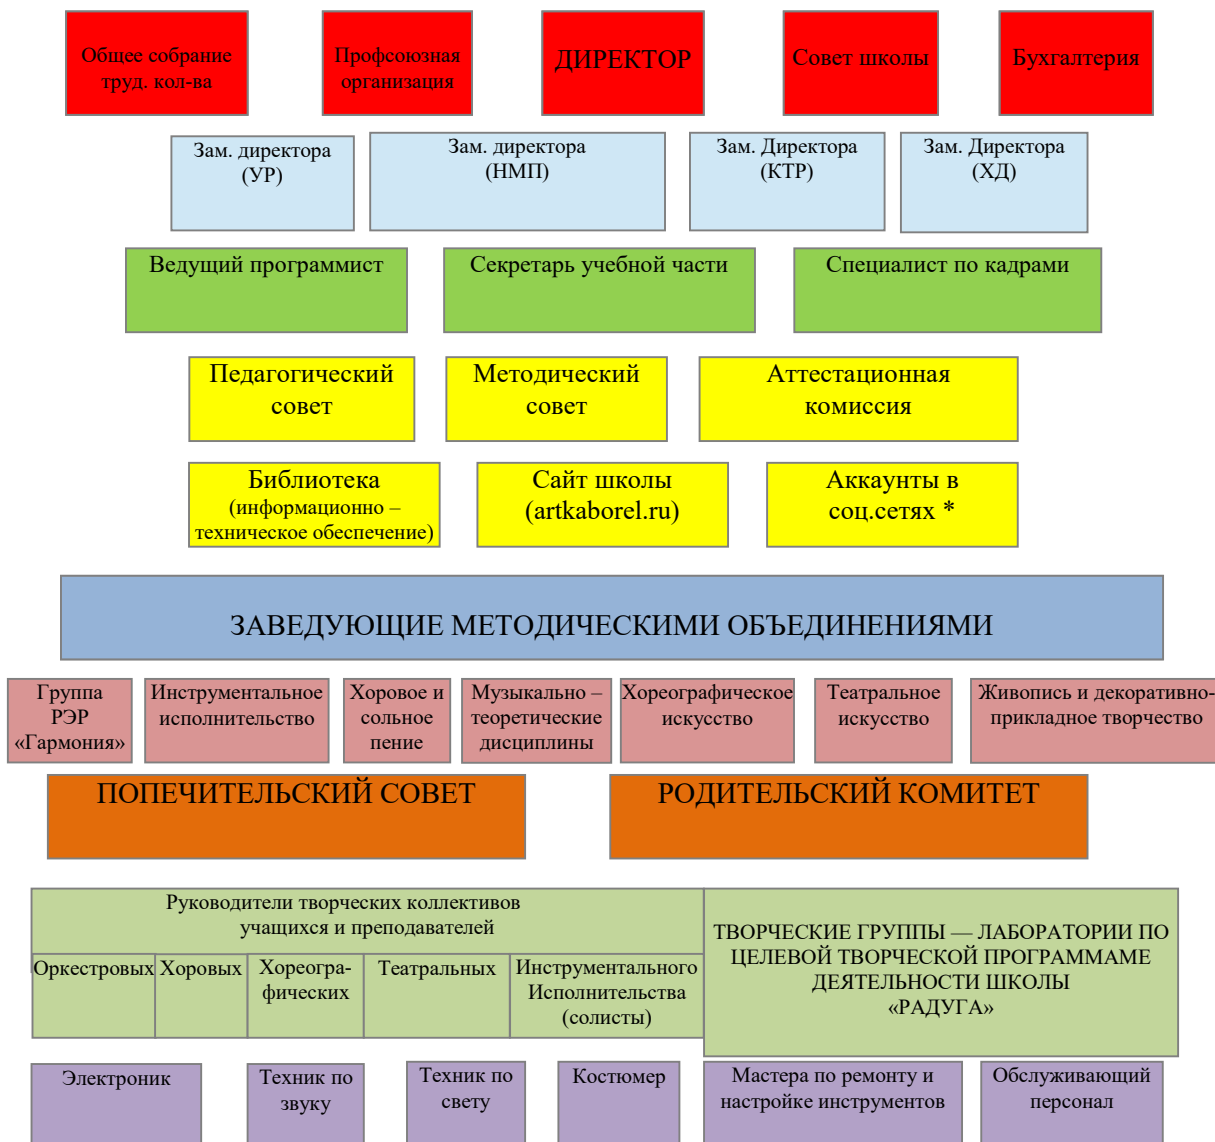 Общее собрание
труд. кол-ва
Профсоюзная
организация
ДИРЕКТОР
Совет школы
Бухгалтерия
Зам. директора
(УР)
Зам. директора
(НМП)
Зам. Директора
(КТР)
Зам. Директора
(ХД)
Ведущий программист
Секретарь учебной части
Специалист по кадрами
Педагогический
совет
Методический
совет
Аттестационная
комиссия
Библиотека
(информационно –
техническое обеспечение)
Сайт школы
(artkaborel.ru)
Аккаунты в
соц.сетях *
ЗАВЕДУЮЩИЕ МЕТОДИЧЕСКИМИ ОБЪЕДИНЕНИЯМИ
Группа
РЭР
«Гармония»
Инструментальное
исполнительство
Хоровое и
сольное
пение
Музыкально –
теоретические
дисциплины
Хореографическое
искусство
Театральное
искусство
Живопись и декоративно-
прикладное творчество
ПОПЕЧИТЕЛЬСКИЙ СОВЕТ
РОДИТЕЛЬСКИЙ КОМИТЕТ
Руководители творческих коллективов
учащихся и преподавателей
Оркестровых
Хоровых
Хореогра-
фических
Театральных
Инструментального
Исполнительства
(солисты)
ТВОРЧЕСКИЕ ГРУППЫ — ЛАБОРАТОРИИ ПО
ЦЕЛЕВОЙ ТВОРЧЕСКОЙ ПРОГРАММАМЕ
ДЕЯТЕЛЬНОСТИ ШКОЛЫ
«РАДУГА»
Электроник
Техник по
звуку
Техник по
свету
Костюмер
Мастера по ремонту и
настройке инструментов
Обслуживающий
персонал